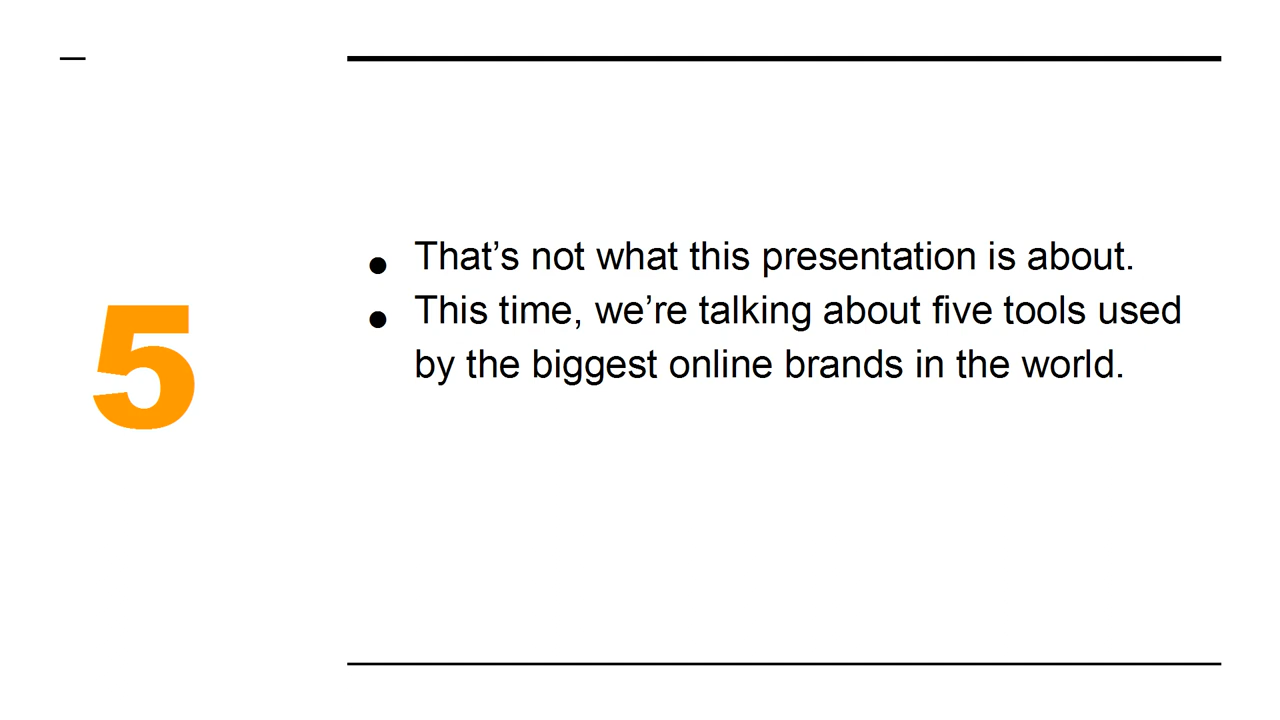 5
● That’s not what this presentation is about.
● This time, we’re talking about five tools used
by the biggest online brands in the world.